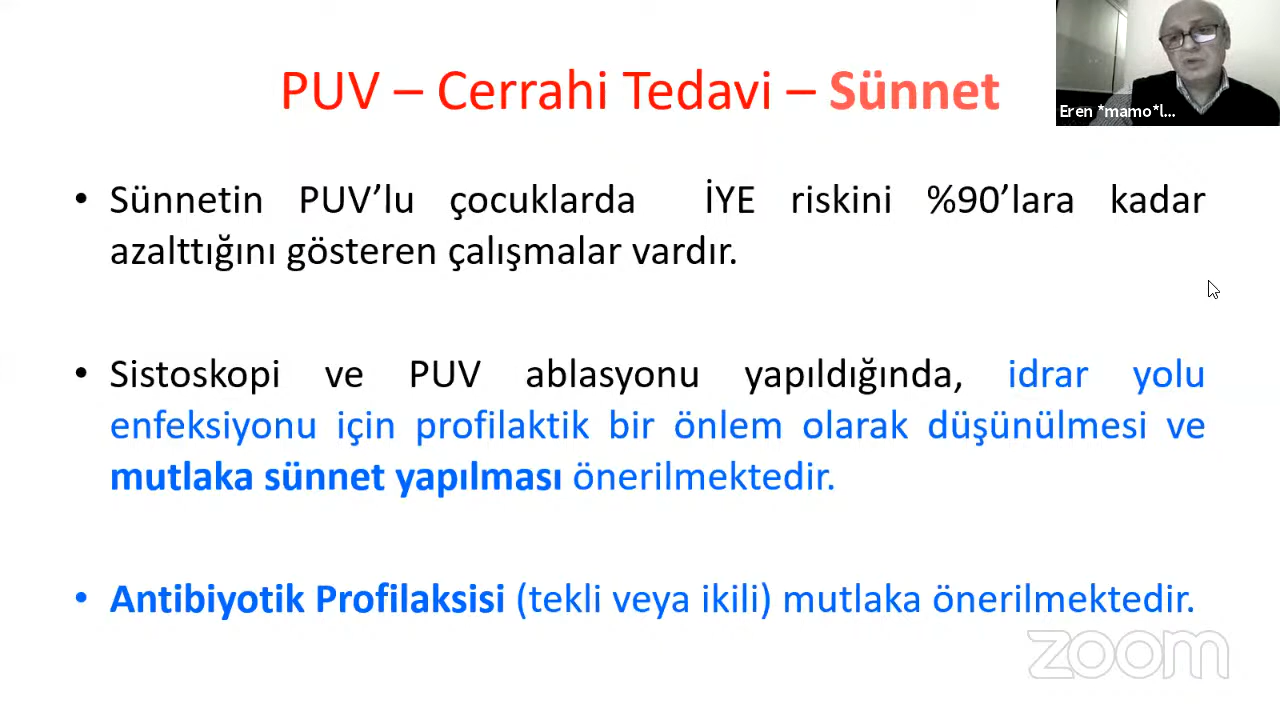 PUV – Cerrahi Tedavi – Sünnet
Eren *mamo*l...
• Sünnetin PUV’lu çocuklarda İYE riskini %90’lara kadar
azalttığını gösteren çalışmalar vardır.
• Sistoskopi ve PUV ablasyonu yapıldığında, idrar yolu
enfeksiyonu için profilaktik bir önlem olarak düşünülmesi ve
mutlaka sünnet yapılması önerilmektedir.
• Antibiyotik Profilaksisi (tekli veya ikili) mutlaka önerilmektedir.
zoom